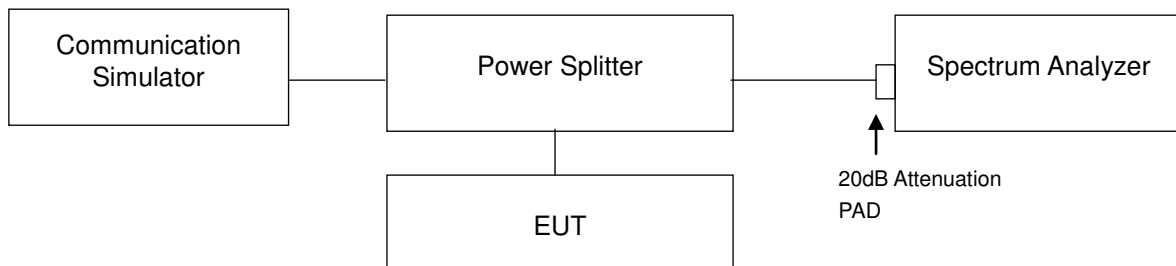 Communication
Simulator
Power Splitter
Spectrum Analyzer
20dB Attenuation
PAD
EUT